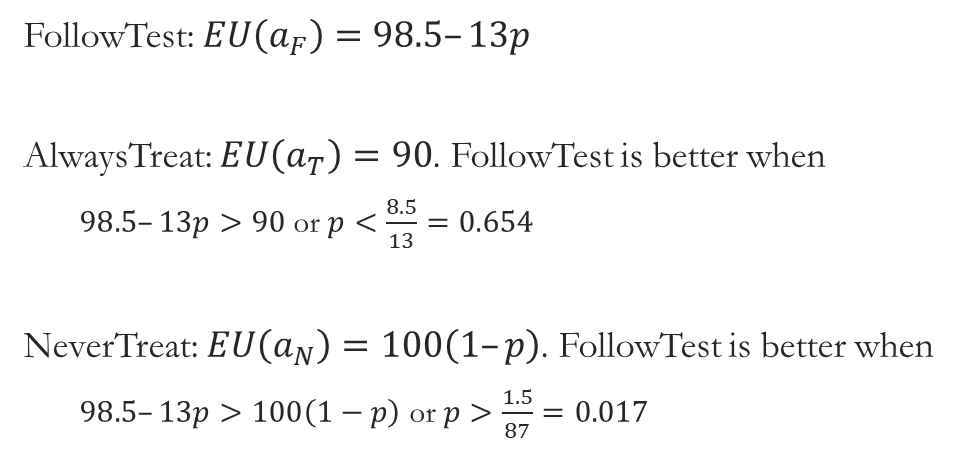 FollowTest: EU(a_F) = 98.5– 13p
AlwaysTreat: EU(a_T) = 90. FollowTest is better when
98.5– 13p > 90 or p < 8.5/13 = 0.654
NeverTreat: EU(a_N) = 100(1–p). FollowTest is better when
98.5– 13p > 100(1 − p) or p > 1.5/87 = 0.017